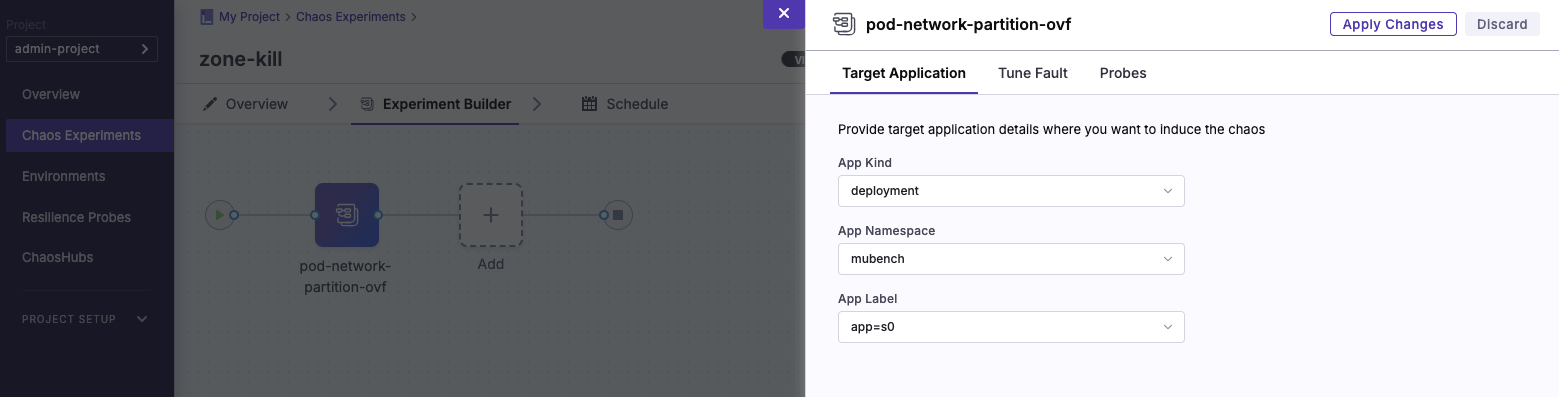 Project
admin-project
Overview
Chaos Experiments
Environments
Resilience Probes
ChaosHubs
PROJECT SETUP
My Project > Chaos Experiments >
zone-kill
Overview
Experiment Builder
Schedule
pod-network-
partition-ovf
Add
pod-network-partition-ovf
Apply Changes
Discard
Target Application
Tune Fault
Probes
Provide target application details where you want to induce the chaos
App Kind
deployment
App Namespace
mubench
App Label
app=s0